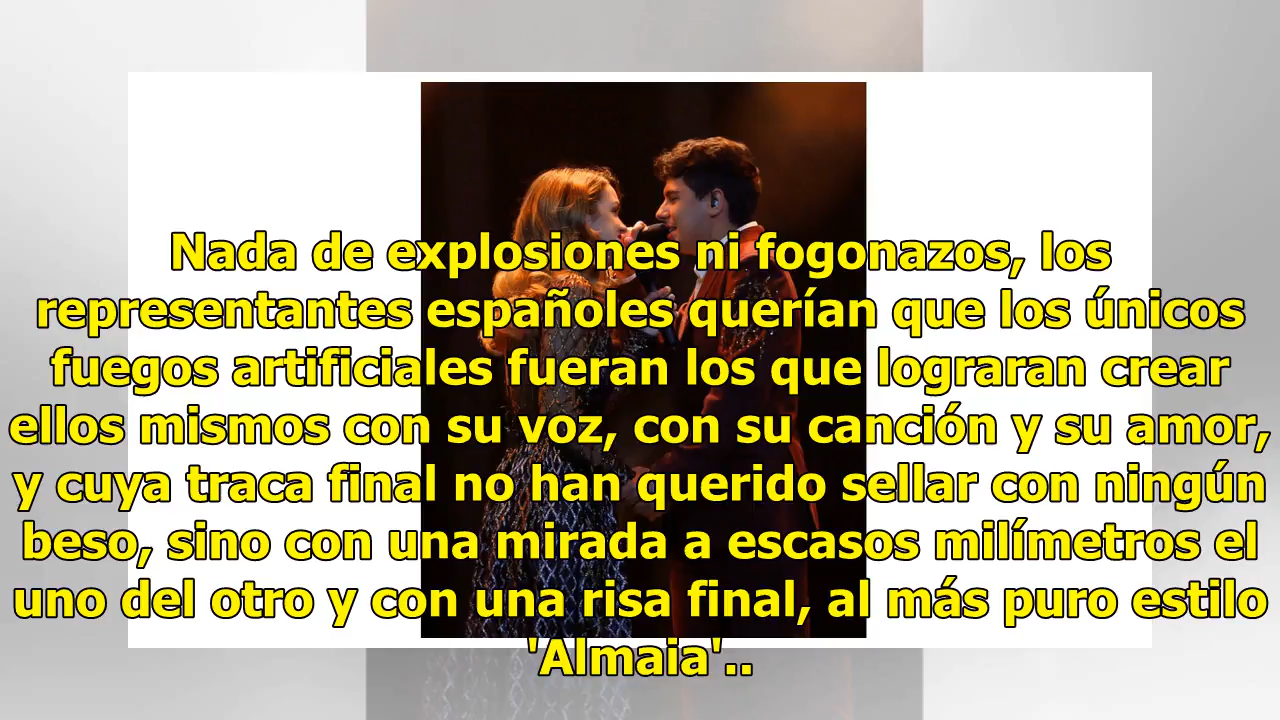 Nada de explosiones ni fogonazos, los
representantes españoles querían que los únicos
fuegos artificiales fueran los que lograran crear
ellos mismos con su voz, con su canción y su amor,
y cuya traca final no han querido sellar con ningún
beso, sino con una mirada a escasos milímetros el
uno del otro y con una risa final, al más puro estilo
'Almaia'..